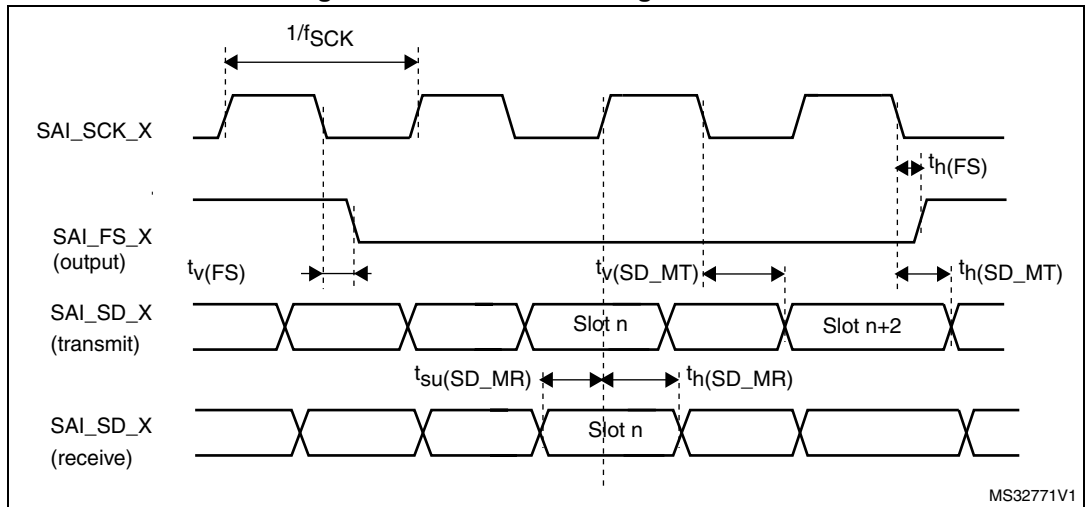 1/fSCK
SAI_SCK_X
th(FS)
SAI_FS_X
(output)
tv(FS)
tv(SD_MT)
th(SD_MT)
SAI_SD_X
(transmit)
Slot n
Slot n+2
tsu(SD_MR)
th(SD_MR)
SAI_SD_X
(receive)
Slot n
MS32771V1